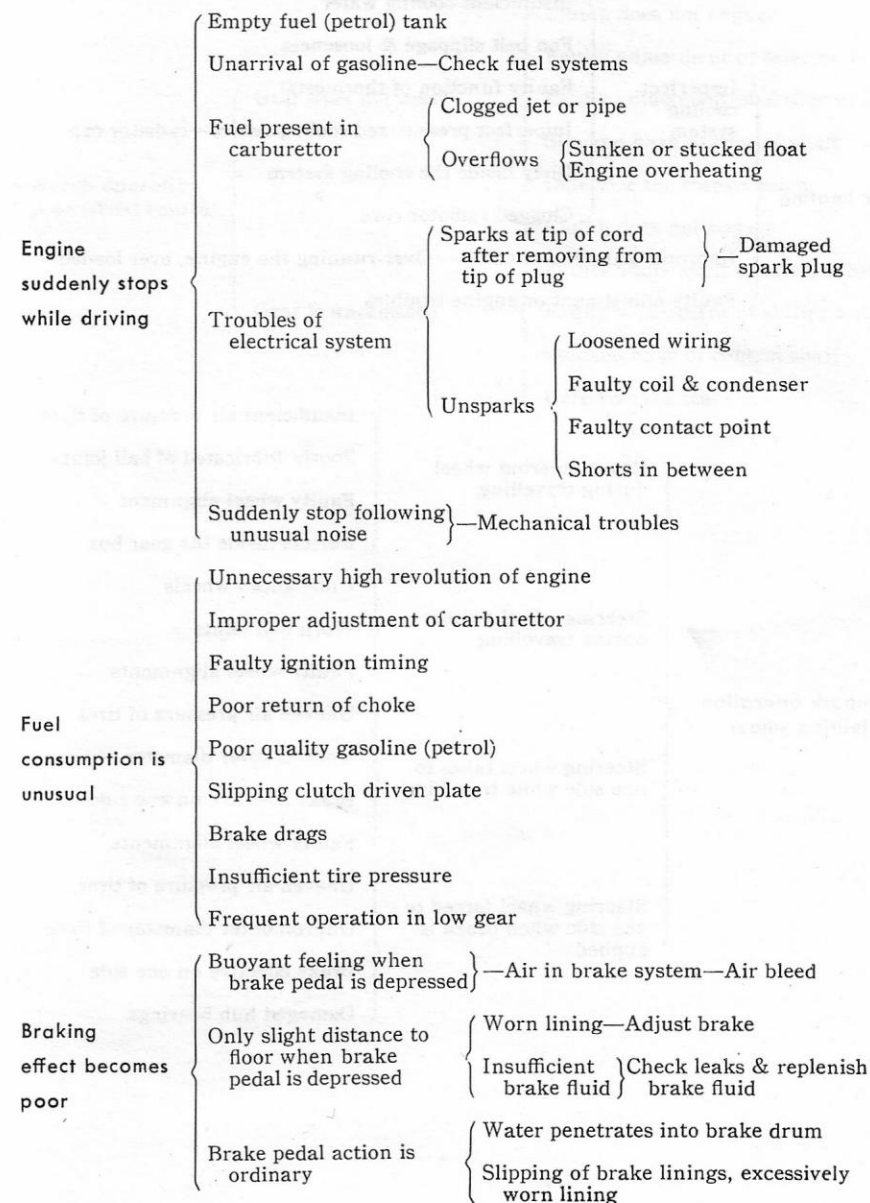 Empty fuel (petrol) tank
Unarrival of gasoline—Check fuel systems
Fuel present in
carburettor
Clogged jet or pipe
Overflows
Sunken or stucked float
Engine overheating
Engine
suddenly stops
while driving
Troubles of
electrical system
Sparks at tip of cord
after removing from
tip of plug
—Damaged
spark plug
Unsparks
Loosened wiring
Faulty coil & condenser
Faulty contact point
Shorts in between
Suddenly stop following
unusual noise
—Mechanical troubles
Fuel
consumption is
unusual
Unnecessary high revolution of engine
Improper adjustment of carburettor
Faulty ignition timing
Poor return of choke
Poor quality gasoline (petrol)
Slipping clutch driven plate
Brake drags
Insufficient tire pressure
Frequent operation in low gear
Braking
effect becomes
poor
Buoyant feeling when
brake pedal is depressed
—Air in brake system—Air bleed
Only slight distance to
floor when brake
pedal is depressed
Worn lining—Adjust brake
Insufficient
brake fluid
Check leaks & replenish
brake fluid
Brake pedal action is
ordinary
Water penetrates into brake drum
Slipping of brake linings, excessively
worn lining